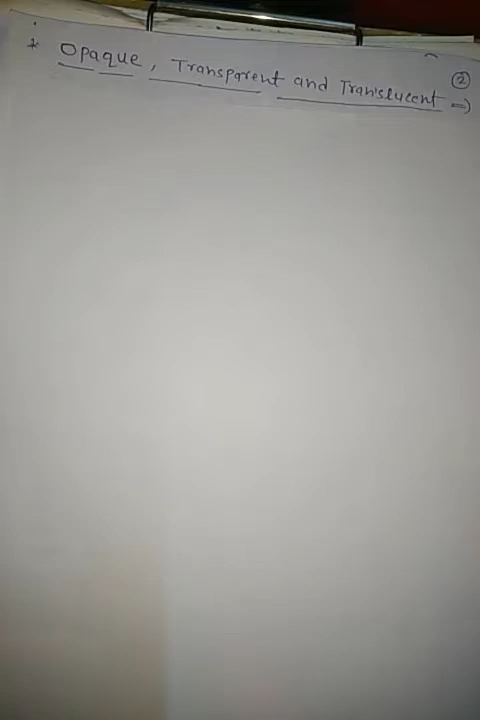 * Opaque, Transparent and Translucent ⇒
②